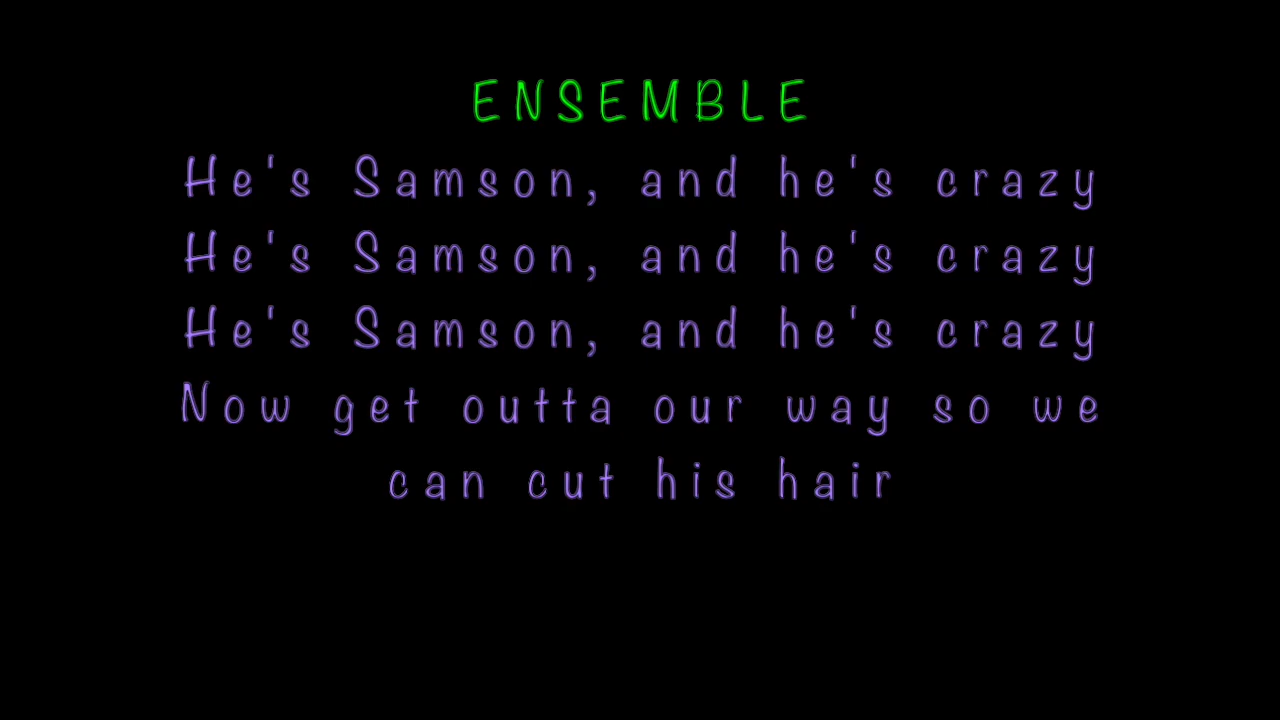 ENSEMBLE
He's Samson, and he's crazy
He's Samson, and he's crazy
He's Samson, and he's crazy
Now get outta our way so we
can cut his hair